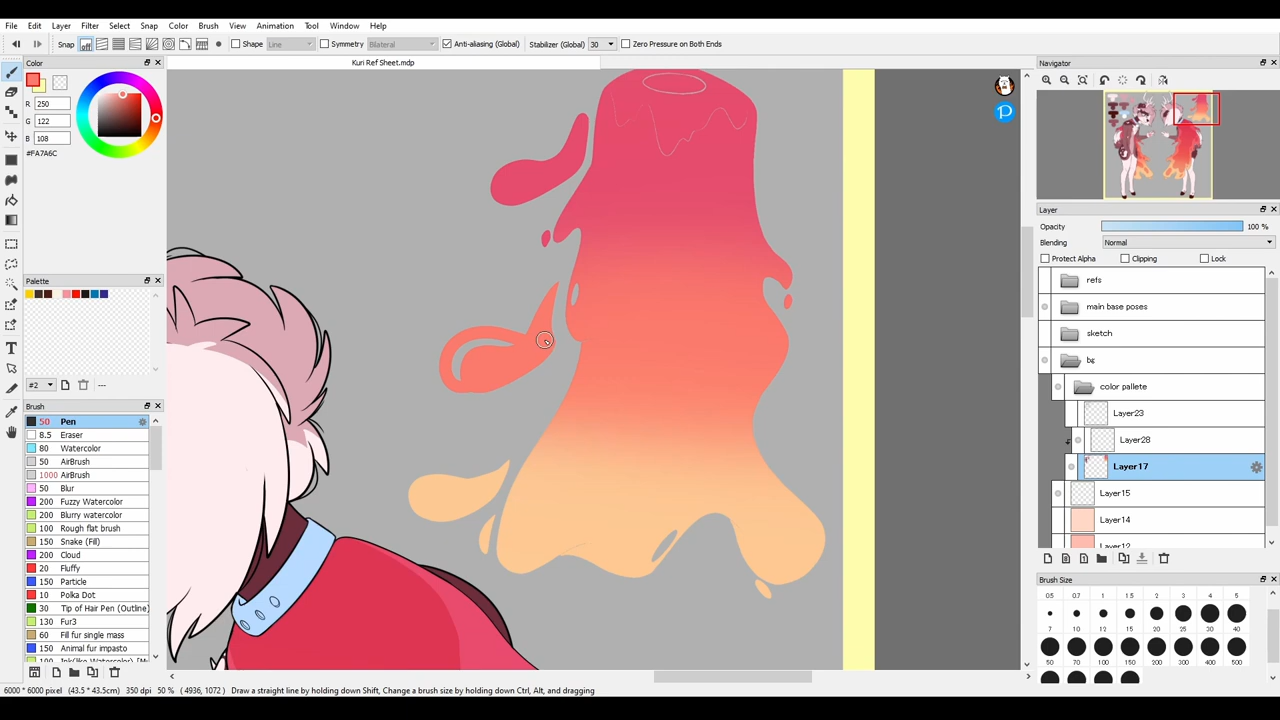 File Edit Layer Filter Select Snap Color Brush View Animation Tool Window Help
Snap off Shape Line Symmetry Bilateral Anti-aliasing (Global) Stabilizer (Global) 30 Zero Pressure on Both Ends
Color
Kuri Ref Sheet.mdp
Navigator
R 250
G 122
B 108
#FA7A6C
Layer
Opacity 100 %
Blending Normal
Protect Alpha Clipping Lock
refs
main base poses
sketch
bg
color pallete
Layer23
Layer28
Layer17
Layer15
Layer14
Layer12
Palette
#2
Brush
50 Pen
8.5 Eraser
80 Watercolor
50 AirBrush
1000 AirBrush
50 Blur
200 Fuzzy Watercolor
200 Blurry watercolor
100 Rough flat brush
150 Snake (Fill)
200 Cloud
20 Fluffy
150 Particle
10 Polka Dot
30 Tip of Hair Pen (Outline)
130 Fur3
60 Fill fur single mass
150 Animal fur impasto
100 Ink(like Watercolor) [M
Brush Size
0.5 0.7 1 1.5 2 3 4 5
7 10 12 15 20 25 30 40
50 70 100 150 200 300 400 500
6000 * 6000 pixel (43.5 * 43.5cm) 350 dpi 50 % ( 4936, 1072 ) Draw a straight line by holding down Shift, Change a brush size by holding down Ctrl, Alt, and dragging